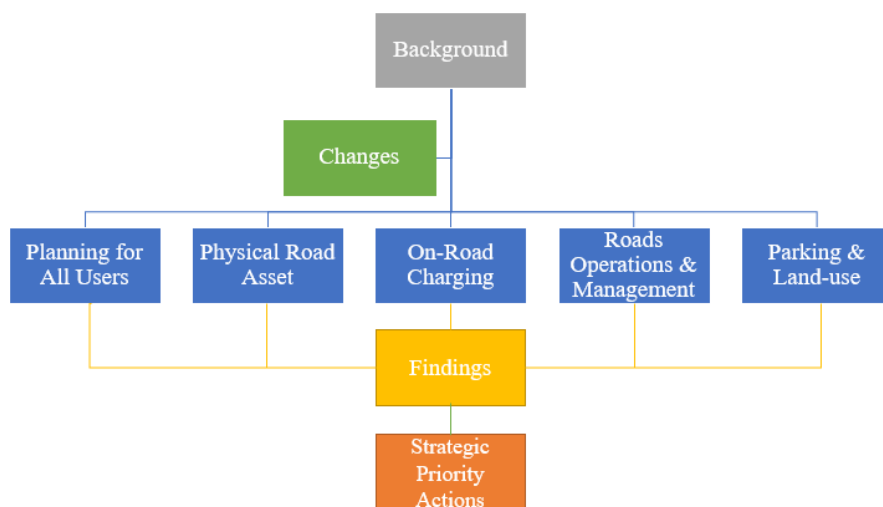 Background
Changes
Planning for
All Users
Physical Road
Asset
On-Road
Charging
Roads
Operations &
Management
Parking &
Land-use
Findings
Strategic
Priority
Actions